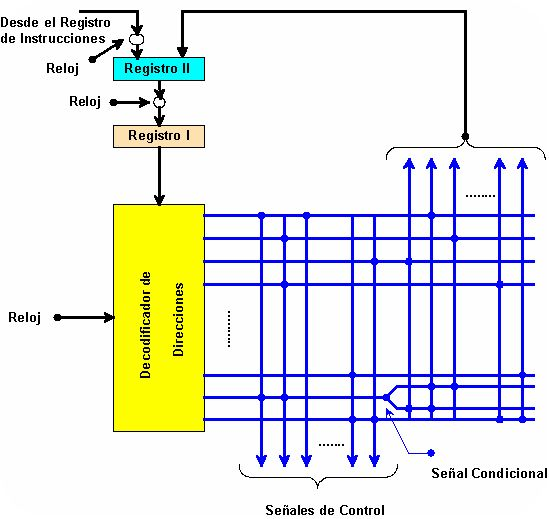 Desde el Registro
de Instrucciones
Reloj
Registro II
Reloj
Registro I
Decodificador de
Direcciones
Reloj
Señal Condicional
Señales de Control